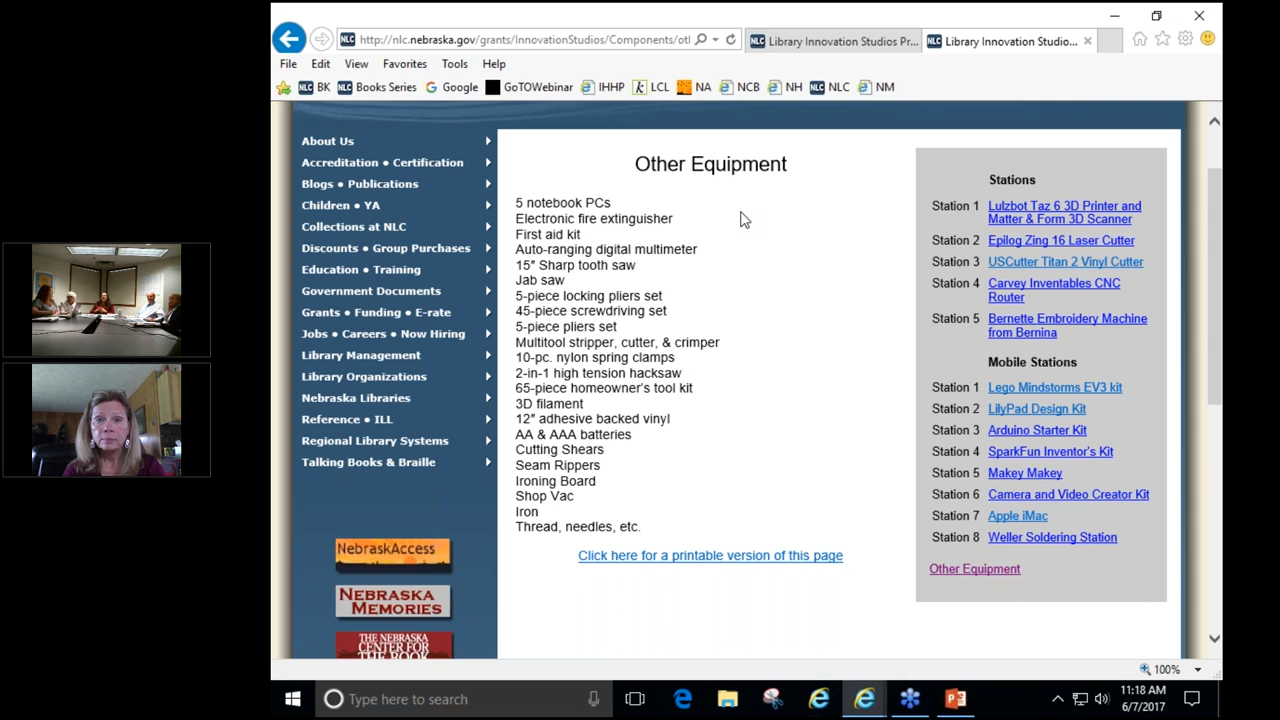 http://nlc.nebraska.gov/grants/InnovationStudios/Components/otl
Library Innovation Studios Pr...
Library Innovation Studio...
File Edit View Favorites Tools Help
BK Books Series Google GoTOWebinar IHHP LCL NA NCB NH NLC NM
About Us
Accreditation • Certification
Blogs • Publications
Children • YA
Collections at NLC
Discounts • Group Purchases
Education • Training
Government Documents
Grants • Funding • E-rate
Jobs • Careers • Now Hiring
Library Management
Library Organizations
Nebraska Libraries
Reference • ILL
Regional Library Systems
Talking Books & Braille
NebraskAccess
NEBRASKA
MEMORIES
THE NEBRASKA
CENTER FOR
THE BOOK
Other Equipment
5 notebook PCs
Electronic fire extinguisher
First aid kit
Auto-ranging digital multimeter
15″ Sharp tooth saw
Jab saw
5-piece locking pliers set
45-piece screwdriving set
5-piece pliers set
Multitool stripper, cutter, & crimper
10-pc. nylon spring clamps
2-in-1 high tension hacksaw
65-piece homeowner's tool kit
3D filament
12″ adhesive backed vinyl
AA & AAA batteries
Cutting Shears
Seam Rippers
Ironing Board
Shop Vac
Iron
Thread, needles, etc.
Click here for a printable version of this page
Stations
Station 1 Lulzbot Taz 6 3D Printer and
Matter & Form 3D Scanner
Station 2 Epilog Zing 16 Laser Cutter
Station 3 USCutter Titan 2 Vinyl Cutter
Station 4 Carvey Inventables CNC
Router
Station 5 Bernette Embroidery Machine
from Bernina
Mobile Stations
Station 1 Lego Mindstorms EV3 kit
Station 2 LilyPad Design Kit
Station 3 Arduino Starter Kit
Station 4 SparkFun Inventor's Kit
Station 5 Makey Makey
Station 6 Camera and Video Creator Kit
Station 7 Apple iMac
Station 8 Weller Soldering Station
Other Equipment
100%
Type here to search
11:18 AM
6/7/2017